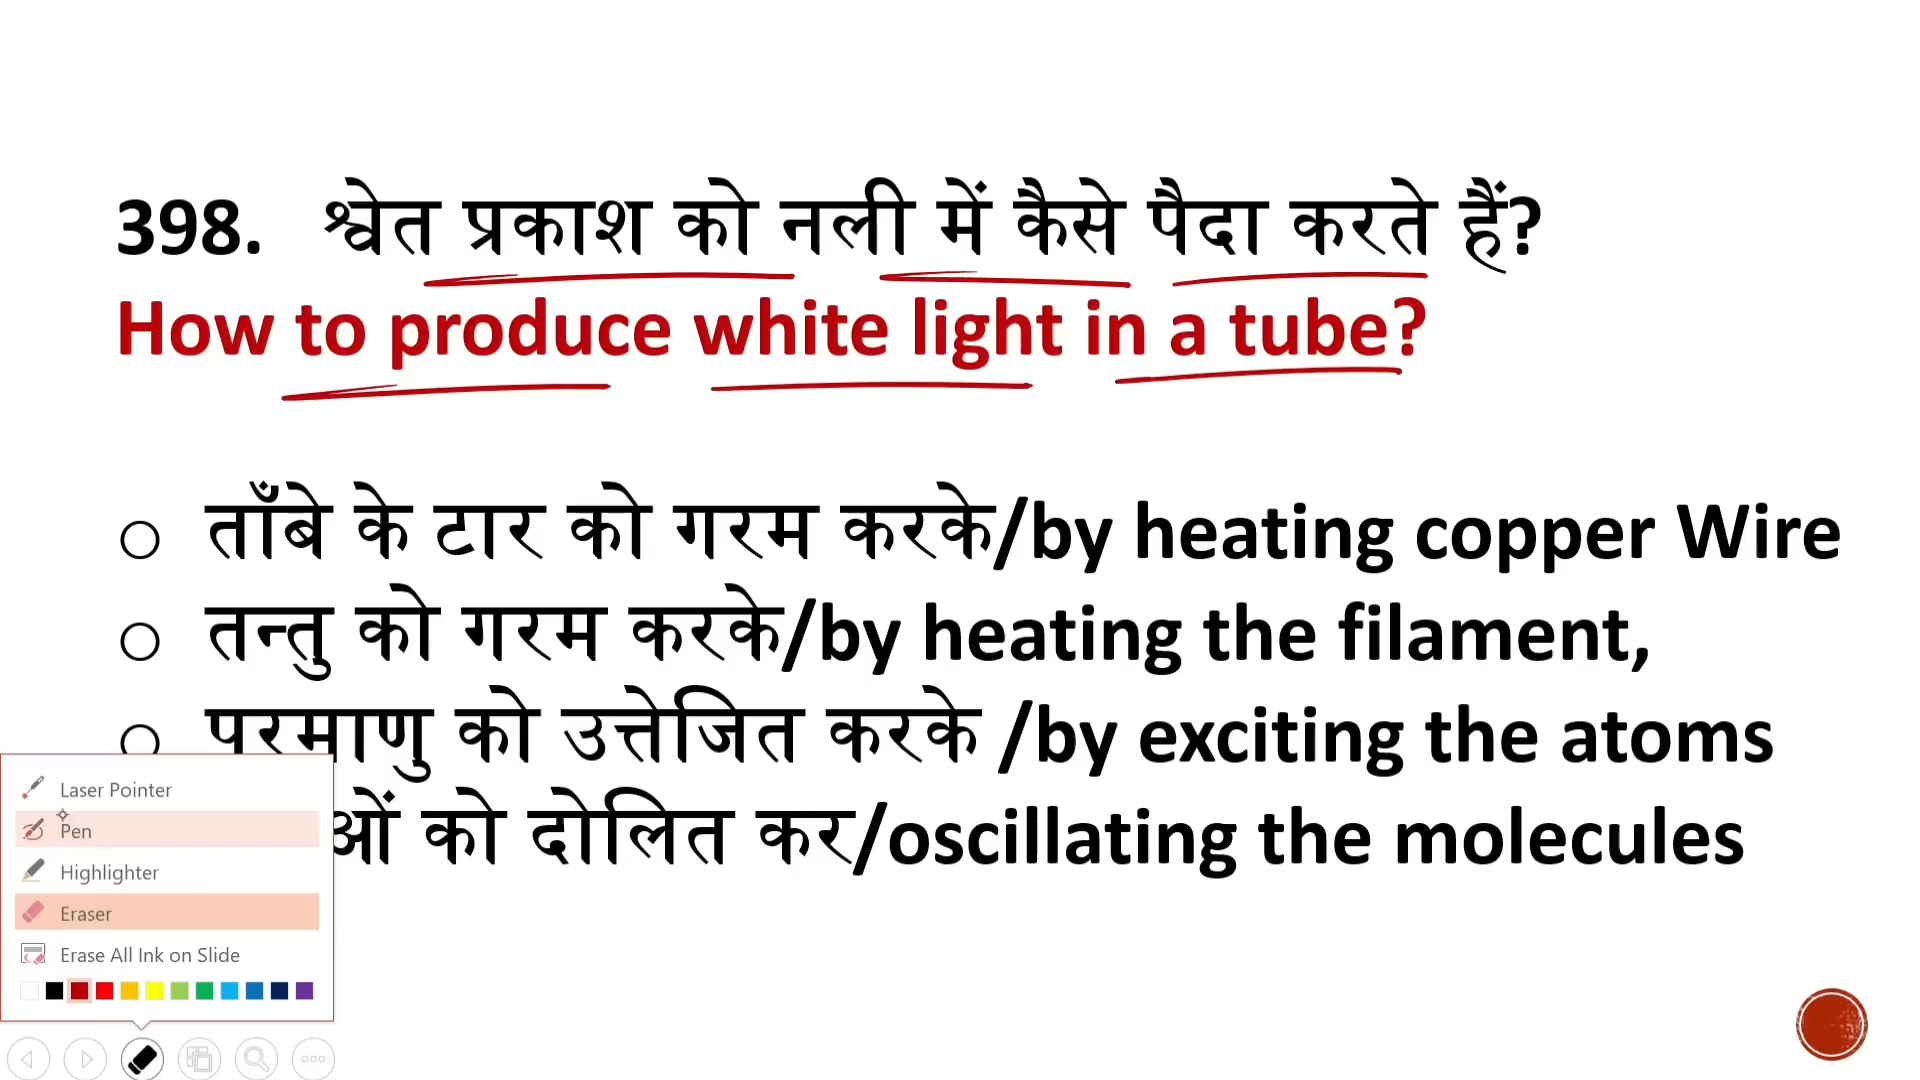 398. श्वेत प्रकाश को नली में कैसे पैदा करते हैं?
How to produce white light in a tube?
ताँबे के टार को गरम करके/by heating copper Wire
तन्तु को गरम करके/by heating the filament,
परमाणु को उत्तेजित करके /by exciting the atoms
को दोलित कर/oscillating the molecules
Laser Pointer
Pen
Highlighter
Eraser
Erase All Ink on Slide